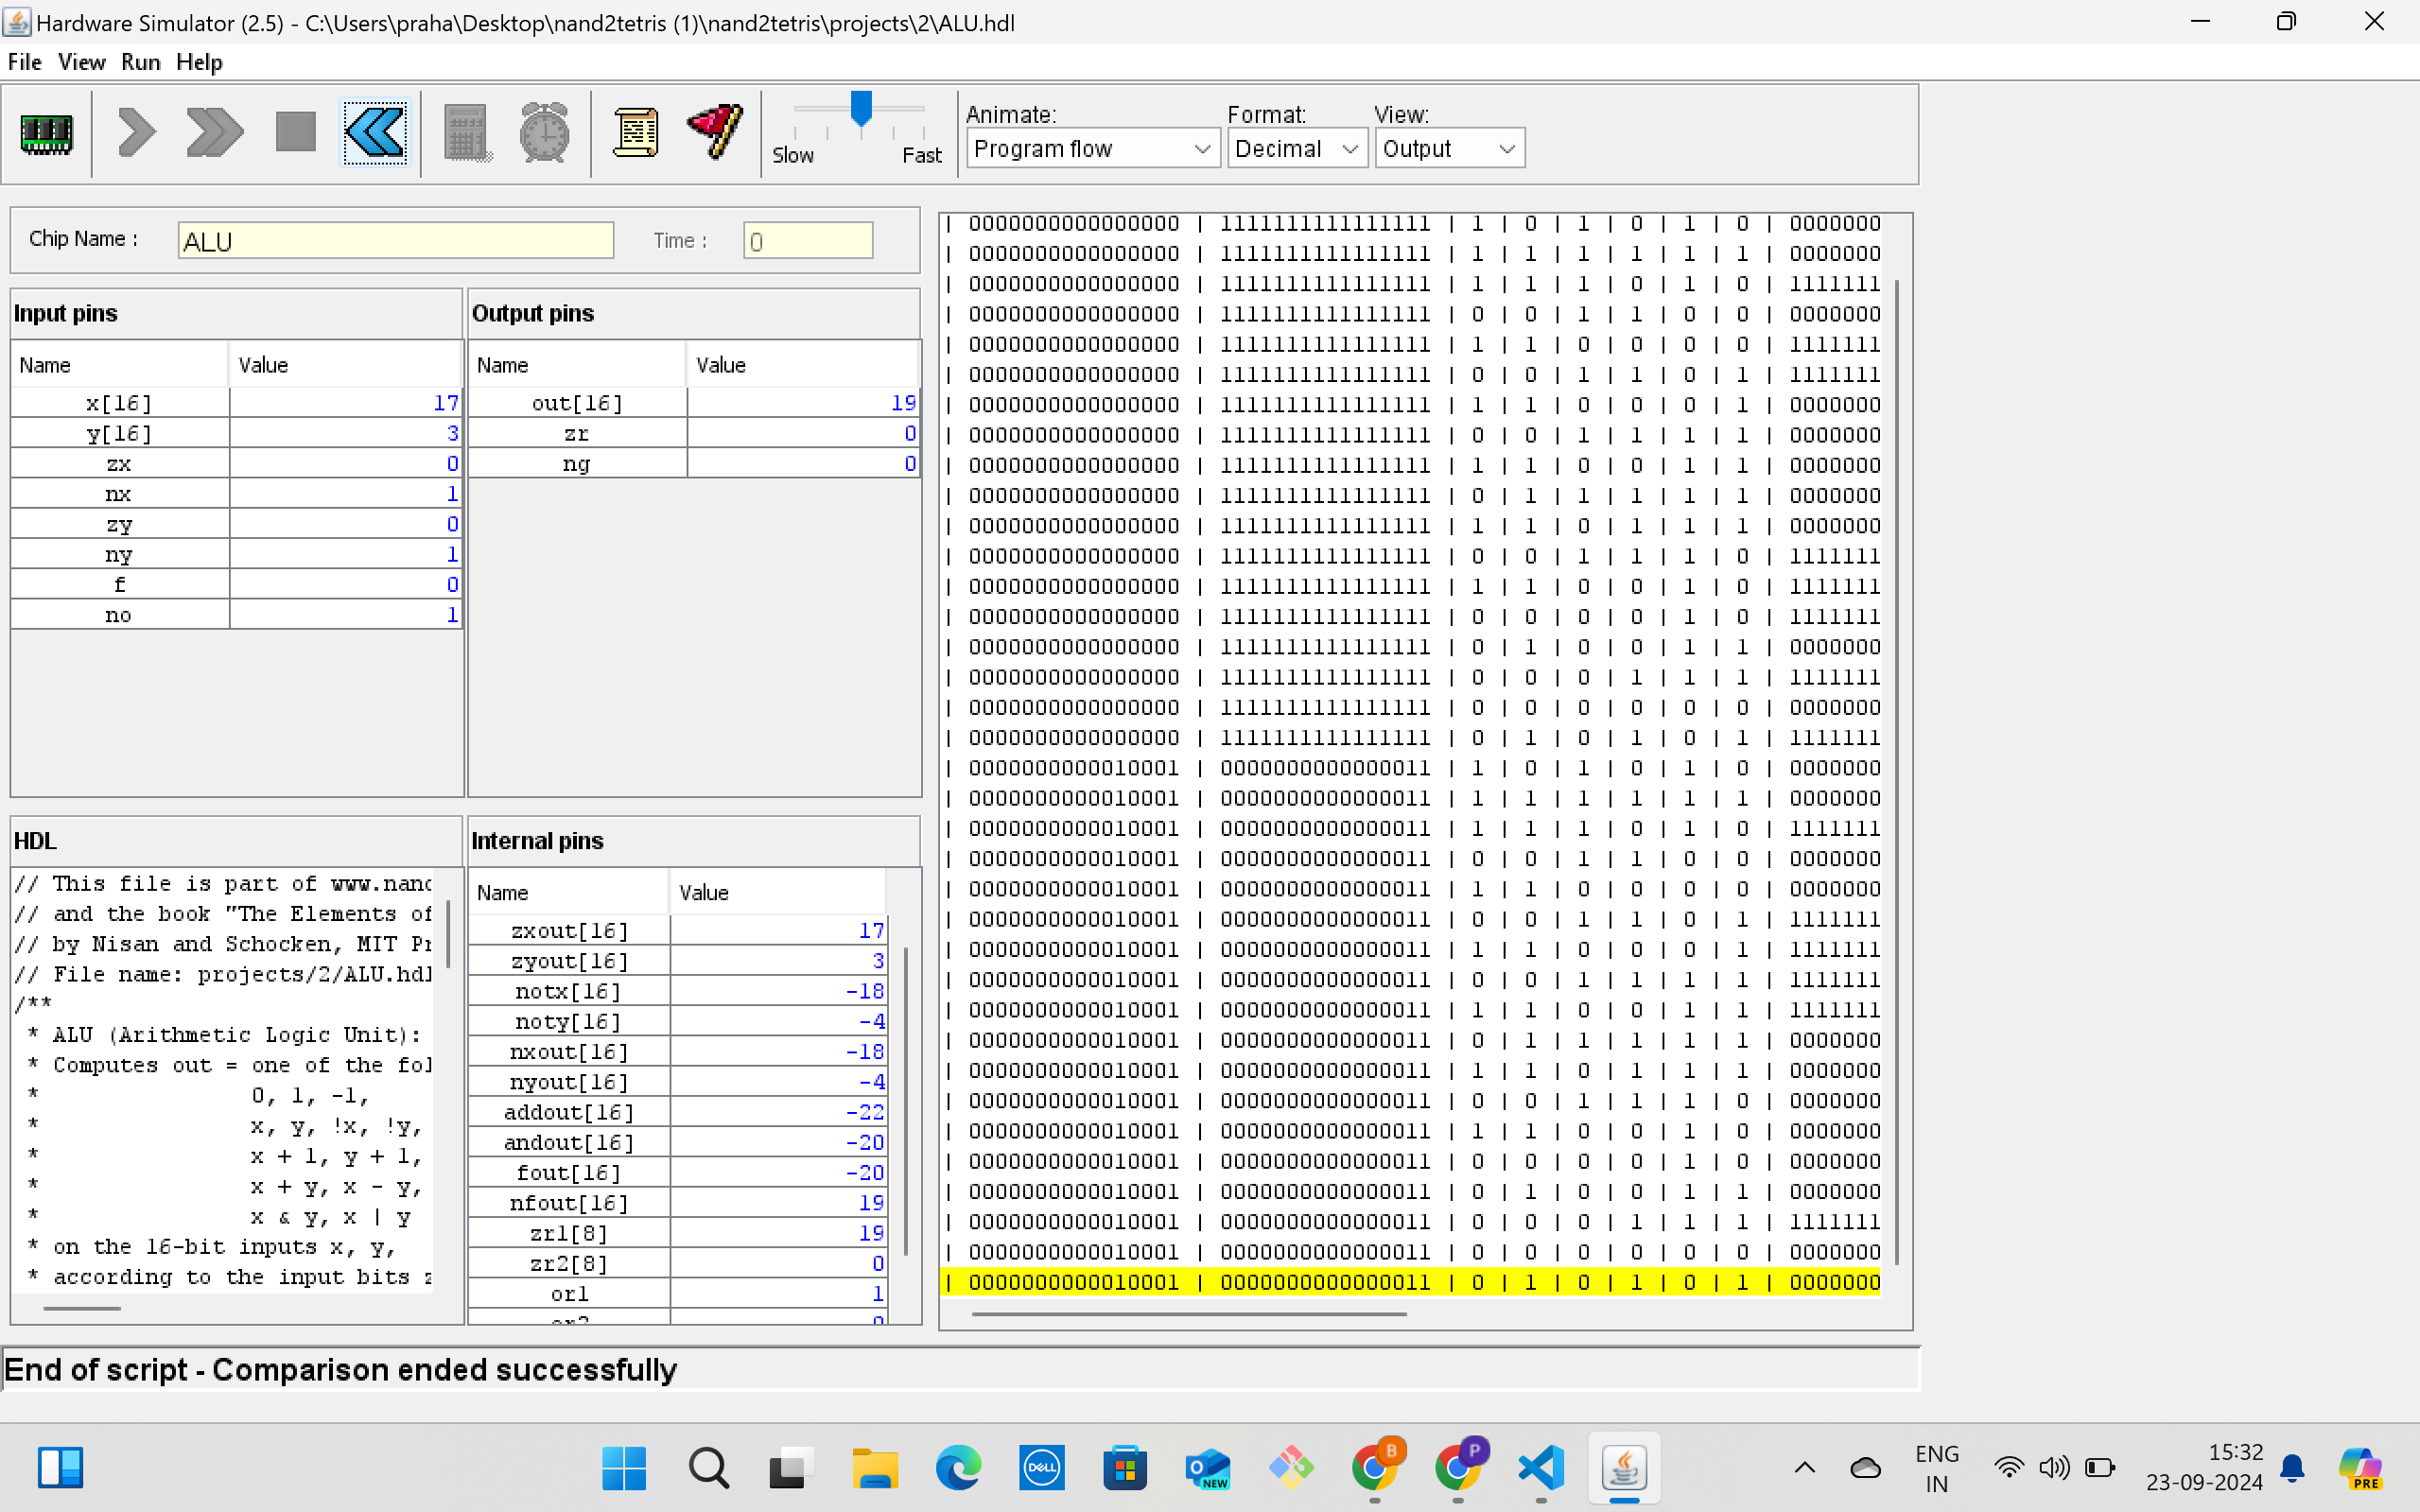 Hardware Simulator (2.5) - C:\Users\praha\Desktop\nand2tetris (1)\nand2tetris\projects\2\ALU.hdl
File View Run Help
Slow Fast
Animate: Format: View:
Program flow Decimal Output
Chip Name : ALU Time : 0
Input pins
Name Value
x[16] 17
y[16] 3
zx 0
nx 1
zy 0
ny 1
f 0
no 1
Output pins
Name Value
out[16] 19
zr 0
ng 0
HDL
// This file is part of www.nand
// and the book "The Elements of
// by Nisan and Schocken, MIT Pr
// File name: projects/2/ALU.hdl
/**
* ALU (Arithmetic Logic Unit):
* Computes out = one of the fol
* 0, 1, -1,
* x, y, !x, !y,
* x + 1, y + 1,
* x + y, x - y,
* x & y, x | y
* on the 16-bit inputs x, y,
* according to the input bits z
Internal pins
Name Value
zxout[16] 17
zyout[16] 3
notx[16] -18
noty[16] -4
nxout[16] -18
nyout[16] -4
addout[16] -22
andout[16] -20
fout[16] -20
nfout[16] 19
zr1[8] 19
zr2[8] 0
or1 1
or2 0
| 0000000000000000 | 1111111111111111 | 1 | 0 | 1 | 0 | 1 | 0 | 0000000
| 0000000000000000 | 1111111111111111 | 1 | 1 | 1 | 1 | 1 | 1 | 0000000
| 0000000000000000 | 1111111111111111 | 1 | 1 | 1 | 0 | 1 | 0 | 1111111
| 0000000000000000 | 1111111111111111 | 0 | 0 | 1 | 1 | 0 | 0 | 0000000
| 0000000000000000 | 1111111111111111 | 1 | 1 | 0 | 0 | 0 | 0 | 1111111
| 0000000000000000 | 1111111111111111 | 0 | 0 | 1 | 1 | 0 | 1 | 1111111
| 0000000000000000 | 1111111111111111 | 1 | 1 | 0 | 0 | 0 | 1 | 0000000
| 0000000000000000 | 1111111111111111 | 0 | 0 | 1 | 1 | 1 | 1 | 0000000
| 0000000000000000 | 1111111111111111 | 1 | 1 | 0 | 0 | 1 | 1 | 0000000
| 0000000000000000 | 1111111111111111 | 0 | 1 | 1 | 1 | 1 | 1 | 0000000
| 0000000000000000 | 1111111111111111 | 1 | 1 | 0 | 1 | 1 | 1 | 0000000
| 0000000000000000 | 1111111111111111 | 0 | 0 | 1 | 1 | 1 | 0 | 1111111
| 0000000000000000 | 1111111111111111 | 1 | 1 | 0 | 0 | 1 | 0 | 1111111
| 0000000000000000 | 1111111111111111 | 0 | 0 | 0 | 0 | 1 | 0 | 1111111
| 0000000000000000 | 1111111111111111 | 0 | 1 | 0 | 0 | 1 | 1 | 0000000
| 0000000000000000 | 1111111111111111 | 0 | 0 | 0 | 1 | 1 | 1 | 1111111
| 0000000000000000 | 1111111111111111 | 0 | 0 | 0 | 0 | 0 | 0 | 0000000
| 0000000000000000 | 1111111111111111 | 0 | 1 | 0 | 1 | 0 | 1 | 1111111
| 0000000000010001 | 0000000000000011 | 1 | 0 | 1 | 0 | 1 | 0 | 0000000
| 0000000000010001 | 0000000000000011 | 1 | 1 | 1 | 1 | 1 | 1 | 0000000
| 0000000000010001 | 0000000000000011 | 1 | 1 | 1 | 0 | 1 | 0 | 1111111
| 0000000000010001 | 0000000000000011 | 0 | 0 | 1 | 1 | 0 | 0 | 0000000
| 0000000000010001 | 0000000000000011 | 1 | 1 | 0 | 0 | 0 | 0 | 0000000
| 0000000000010001 | 0000000000000011 | 0 | 0 | 1 | 1 | 0 | 1 | 1111111
| 0000000000010001 | 0000000000000011 | 1 | 1 | 0 | 0 | 0 | 1 | 1111111
| 0000000000010001 | 0000000000000011 | 0 | 0 | 1 | 1 | 1 | 1 | 1111111
| 0000000000010001 | 0000000000000011 | 1 | 1 | 0 | 0 | 1 | 1 | 1111111
| 0000000000010001 | 0000000000000011 | 0 | 1 | 1 | 1 | 1 | 1 | 0000000
| 0000000000010001 | 0000000000000011 | 1 | 1 | 0 | 1 | 1 | 1 | 0000000
| 0000000000010001 | 0000000000000011 | 0 | 0 | 1 | 1 | 1 | 0 | 0000000
| 0000000000010001 | 0000000000000011 | 1 | 1 | 0 | 0 | 1 | 0 | 0000000
| 0000000000010001 | 0000000000000011 | 0 | 0 | 0 | 0 | 1 | 0 | 0000000
| 0000000000010001 | 0000000000000011 | 0 | 1 | 0 | 0 | 1 | 1 | 0000000
| 0000000000010001 | 0000000000000011 | 0 | 0 | 0 | 1 | 1 | 1 | 1111111
| 0000000000010001 | 0000000000000011 | 0 | 0 | 0 | 0 | 0 | 0 | 0000000
| 0000000000010001 | 0000000000000011 | 0 | 1 | 0 | 1 | 0 | 1 | 0000000
End of script - Comparison ended successfully
DELL
NEW
B
P
ENG
IN
15:32
23-09-2024
PRE